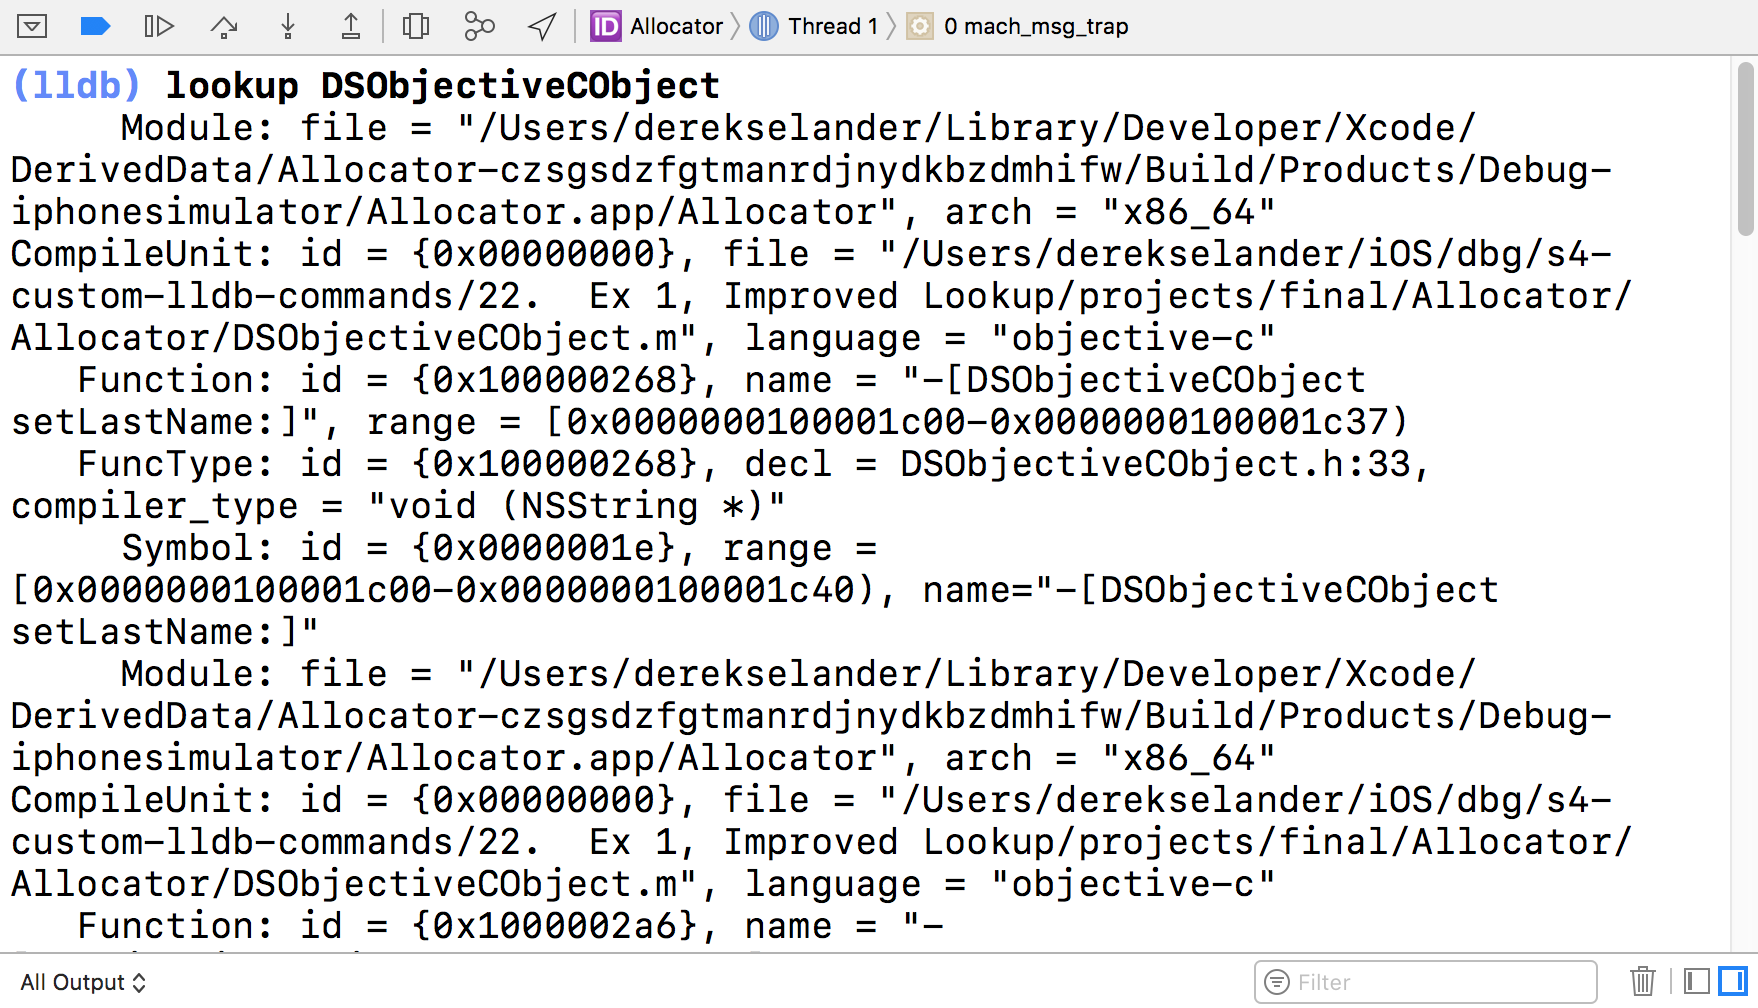 ID Allocator Thread 1 0 mach_msg_trap
(lldb) lookup DSObjectiveCObject
Module: file = "/Users/derekselander/Library/Developer/Xcode/
DerivedData/Allocator-czsgsdzfgtmanrdjnydkbzdmhifw/Build/Products/Debug-
iphonesimulator/Allocator.app/Allocator", arch = "x86_64"
CompileUnit: id = {0x00000000}, file = "/Users/derekselander/iOS/dbg/s4-
custom-lldb-commands/22.  Ex 1, Improved Lookup/projects/final/Allocator/
Allocator/DSObjectiveCObject.m", language = "objective-c"
Function: id = {0x100000268}, name = "-[DSObjectiveCObject
setLastName:]", range = [0x0000000100001c00-0x0000000100001c37)
FuncType: id = {0x100000268}, decl = DSObjectiveCObject.h:33,
compiler_type = "void (NSString *)"
Symbol: id = {0x0000001e}, range =
[0x0000000100001c00-0x0000000100001c40), name="-[DSObjectiveCObject
setLastName:]"
Module: file = "/Users/derekselander/Library/Developer/Xcode/
DerivedData/Allocator-czsgsdzfgtmanrdjnydkbzdmhifw/Build/Products/Debug-
iphonesimulator/Allocator.app/Allocator", arch = "x86_64"
CompileUnit: id = {0x00000000}, file = "/Users/derekselander/iOS/dbg/s4-
custom-lldb-commands/22.  Ex 1, Improved Lookup/projects/final/Allocator/
Allocator/DSObjectiveCObject.m", language = "objective-c"
Function: id = {0x1000002a6}, name = "-
All Output Filter